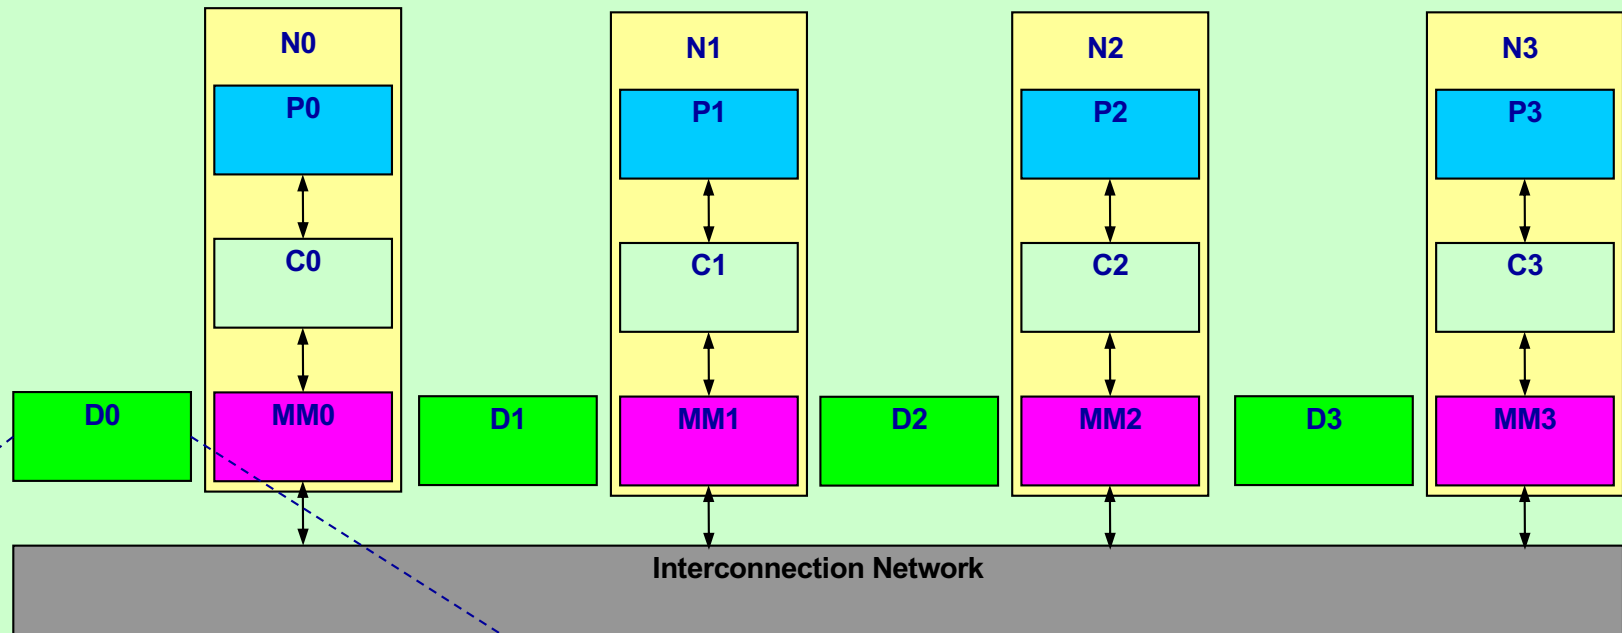 N0
N1
N2
N3
P0
P1
P2
P3
C0
C1
C2
C3
D0
MM0
D1
MM1
D2
MM2
D3
MM3
Interconnection Network